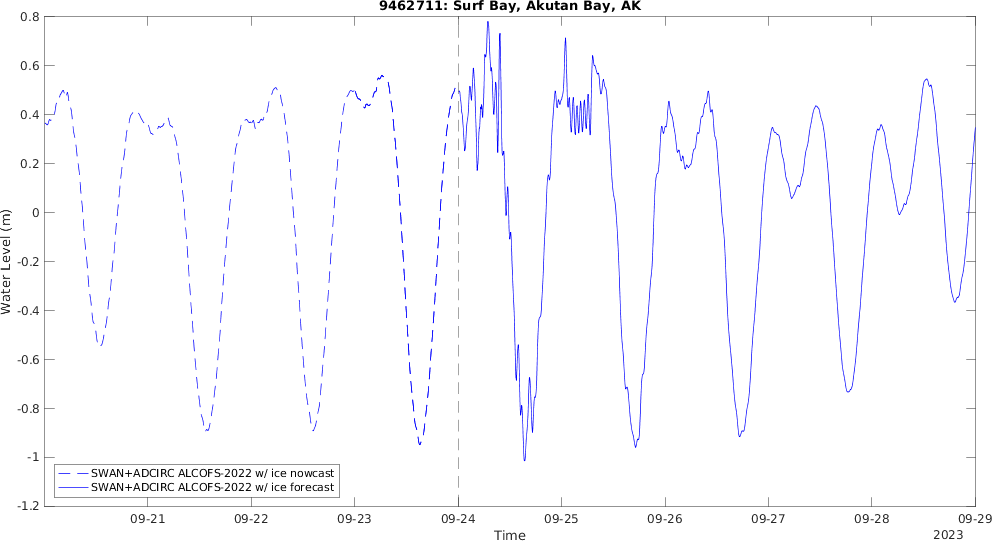 9462711: Surf Bay, Akutan Bay, AK
0.8
0.6
0.4
0.2
0
-0.2
-0.4
-0.6
-0.8
-1
-1.2
Water Level (m)
SWAN+ADCIRC ALCOFS-2022 w/ ice nowcast
SWAN+ADCIRC ALCOFS-2022 w/ ice forecast
09-21 09-22 09-23 09-24 09-25 09-26 09-27 09-28 09-29
Time
2023